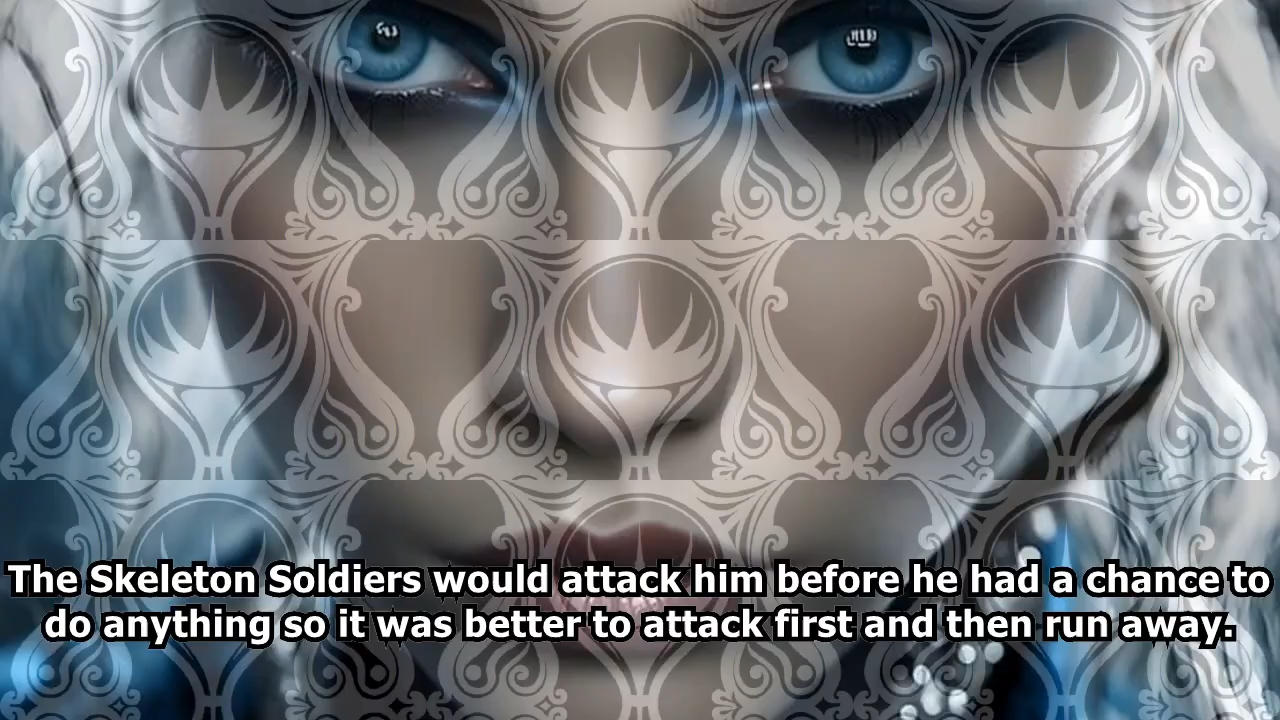 The Skeleton Soldiers would attack him before he had a chance to
do anything so it was better to attack first and then run away.